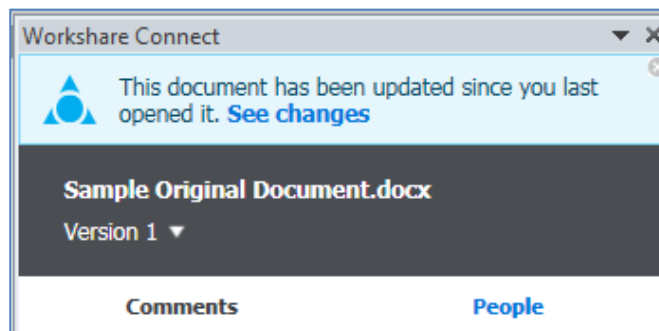 Workshare Connect
This document has been updated since you last
opened it. See changes
Sample Original Document.docx
Version 1
Comments People